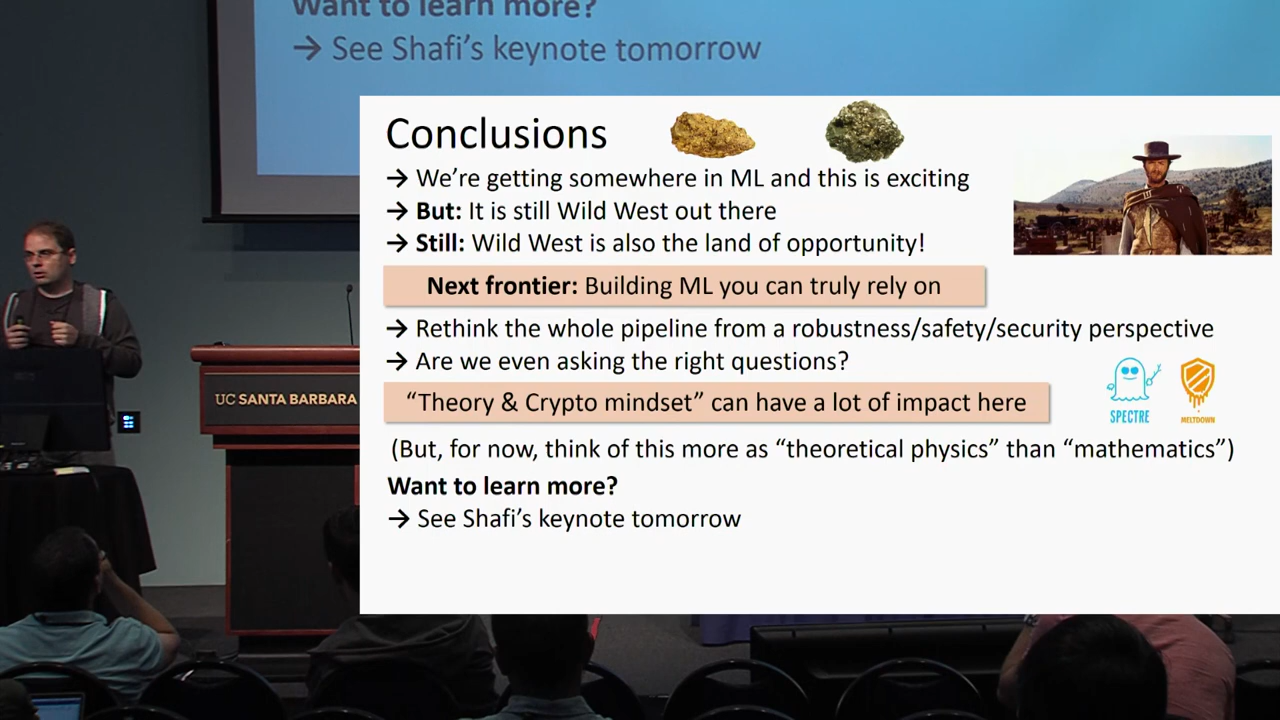 Want to learn more?
→ See Shafi's keynote tomorrow
Conclusions
→ We're getting somewhere in ML and this is exciting
→ But: It is still Wild West out there
→ Still: Wild West is also the land of opportunity!
Next frontier: Building ML you can truly rely on
→ Rethink the whole pipeline from a robustness/safety/security perspective
→ Are we even asking the right questions?
“Theory & Crypto mindset” can have a lot of impact here
SPECTRE
MELTDOWN
(But, for now, think of this more as “theoretical physics” than “mathematics”)
Want to learn more?
→ See Shafi's keynote tomorrow
UC SANTA BARBARA